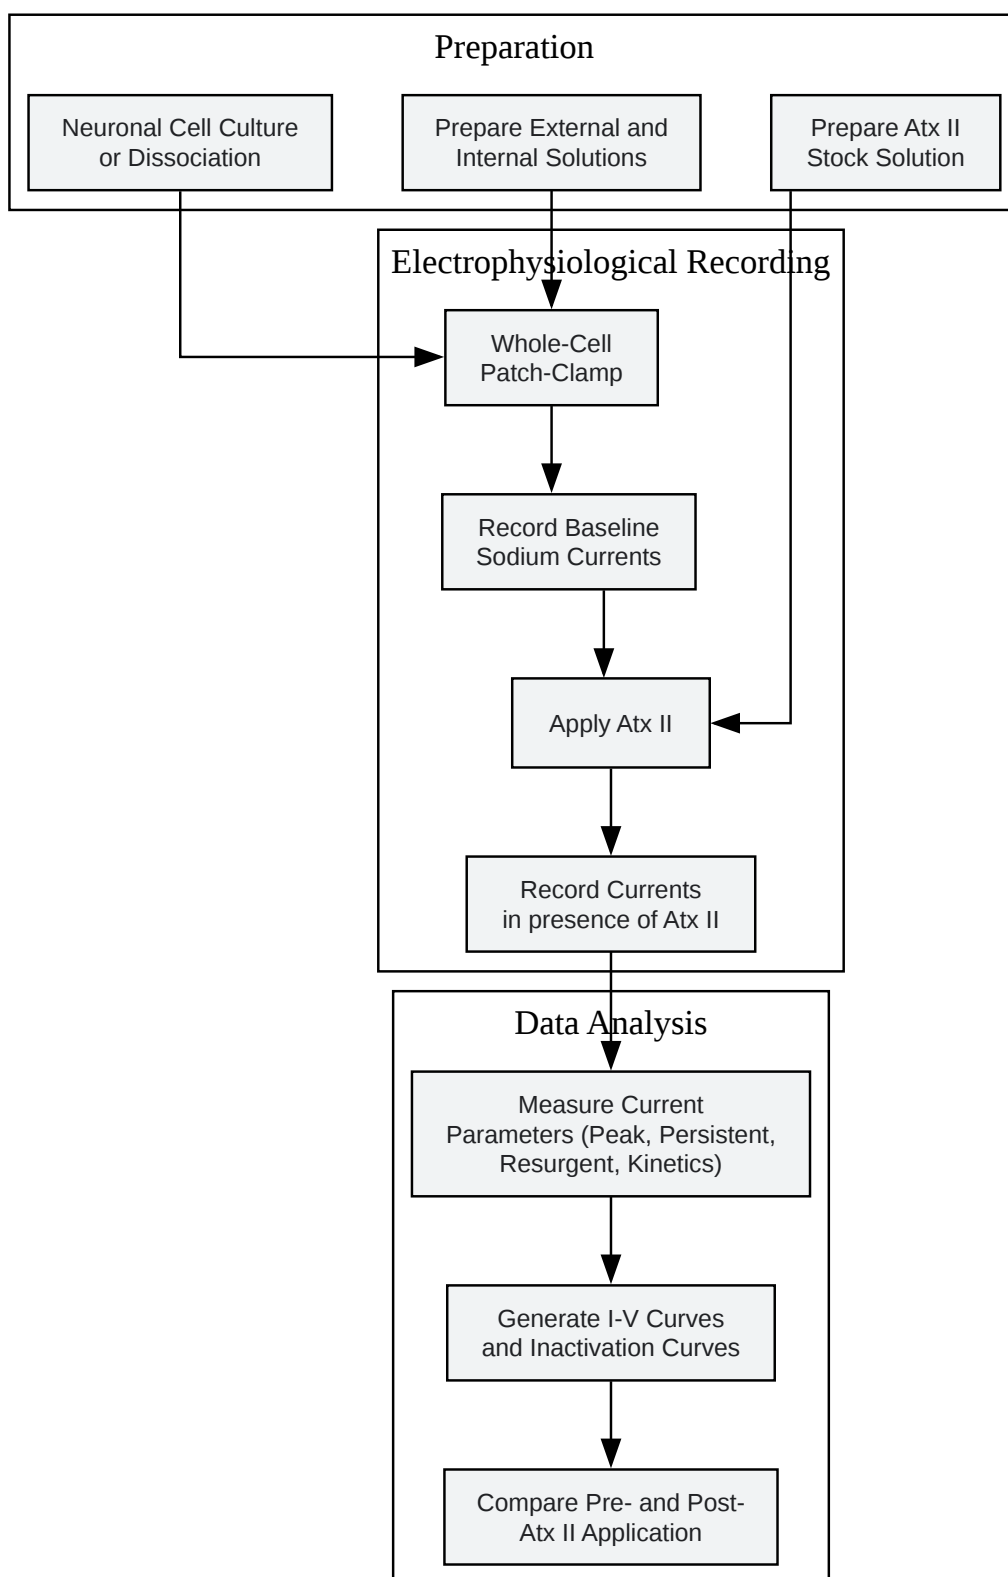 Preparation
Neuronal Cell Culture
or Dissociation
Prepare External and
Internal Solutions
Prepare Atx II
Stock Solution
Electrophysiological Recording
Whole-Cell
Patch-Clamp
Record Baseline
Sodium Currents
Apply Atx II
Record Currents
in presence of Atx II
Data Analysis
Measure Current
Parameters (Peak, Persistent,
Resurgent, Kinetics)
Generate I-V Curves
and Inactivation Curves
Compare Pre- and Post-
Atx II Application